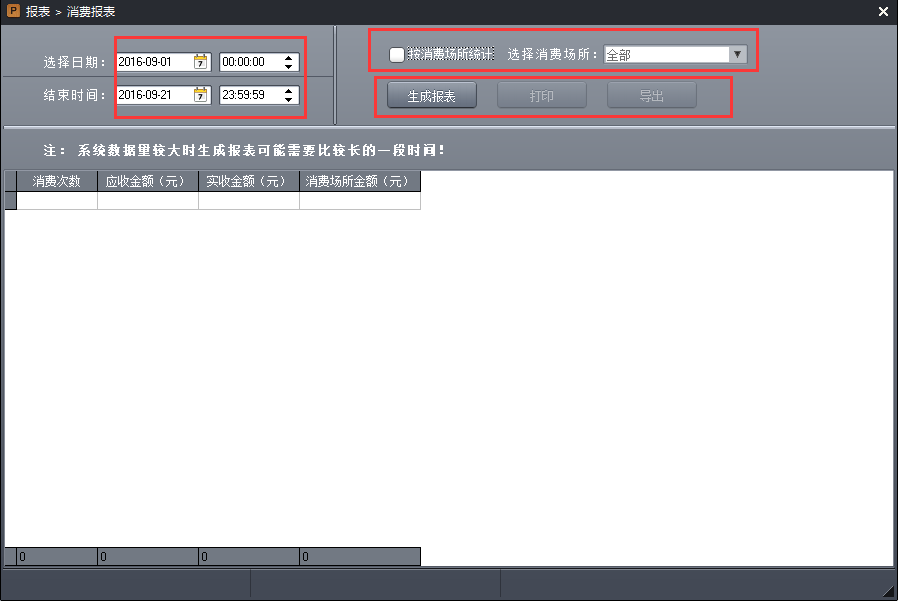 P 报表 > 消费报表
选择日期： 2016-09-01 7 00:00:00
结束时间： 2016-09-21 7 23:59:59
按消费场所统计 选择消费场所： 全部
生成报表 打印 导出
注： 系统数据量较大时生成报表可能需要比较长的一段时间！
消费次数 应收金额（元） 实收金额（元） 消费场所金额（元）
0 0 0 0